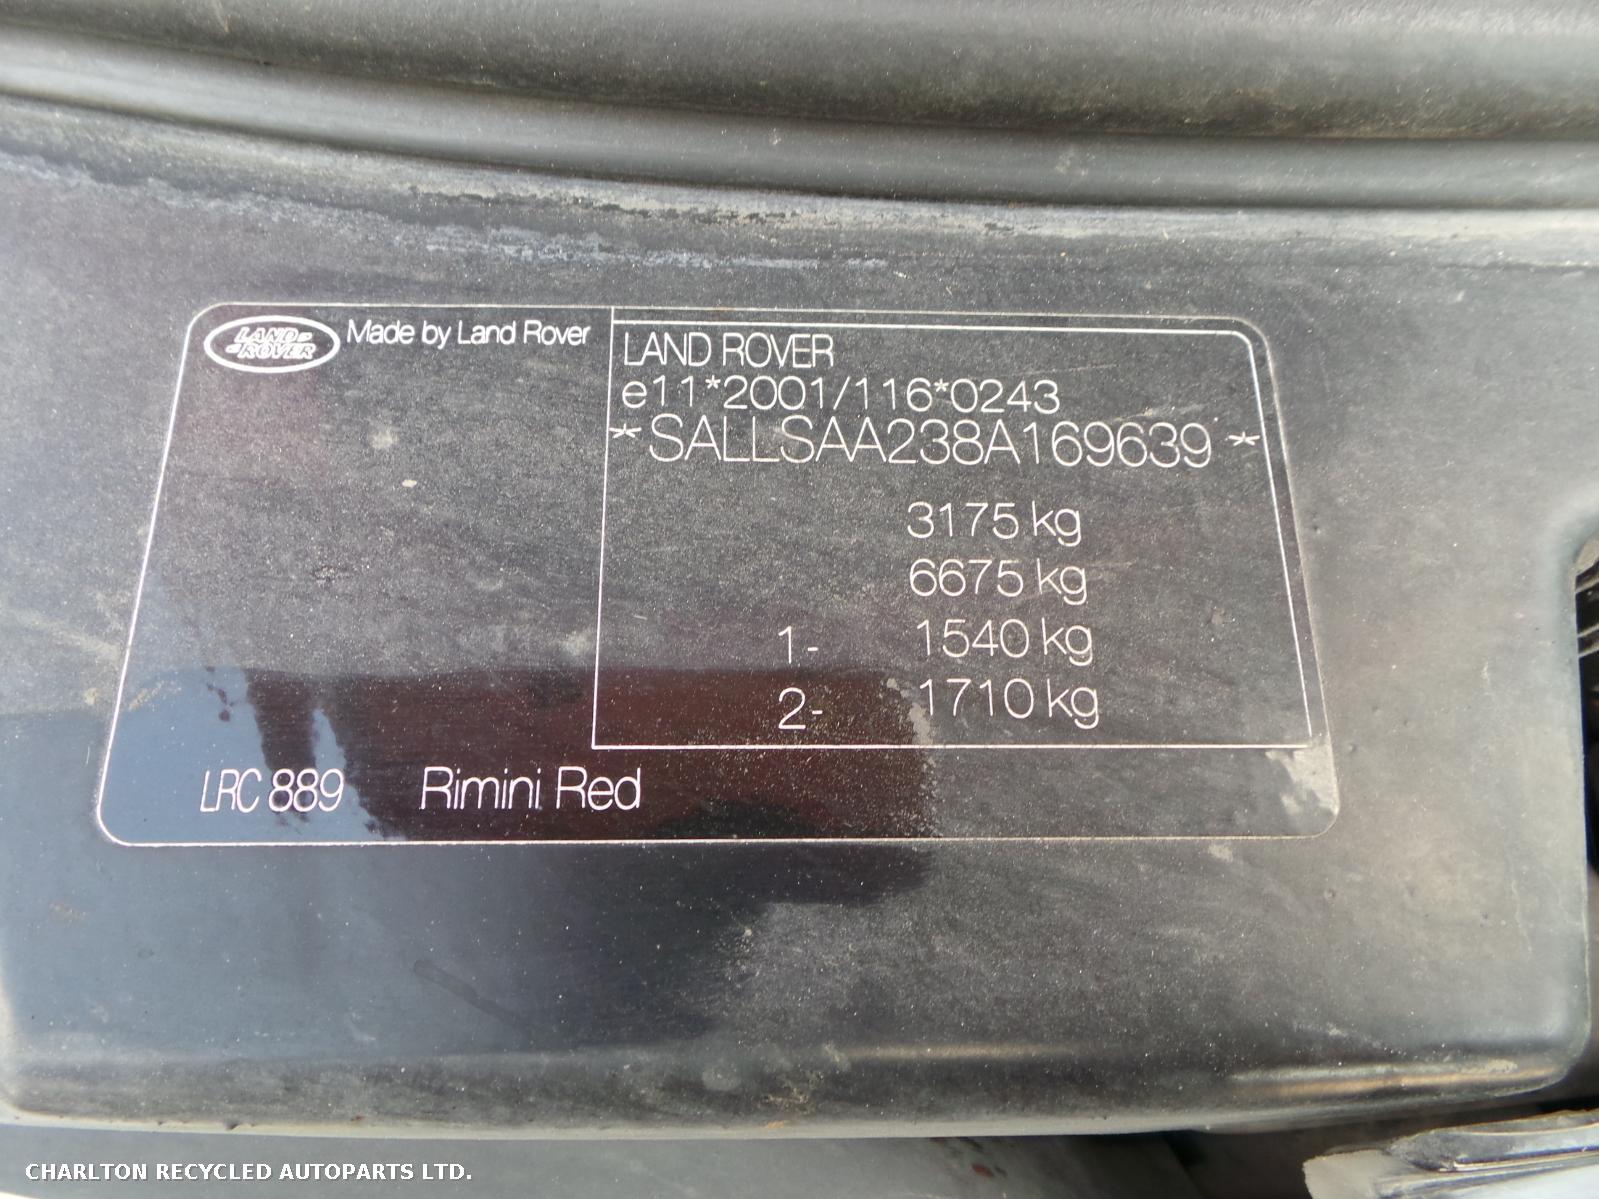 LAND ROVER
Made by Land Rover
LAND ROVER
e11*2001/116*0243
*SALLSAA238A169639*
3175 kg
6675 kg
1- 1540 kg
2- 1710 kg
LRC 889 Rimini Red
CHARLTON RECYCLED AUTOPARTS LTD.